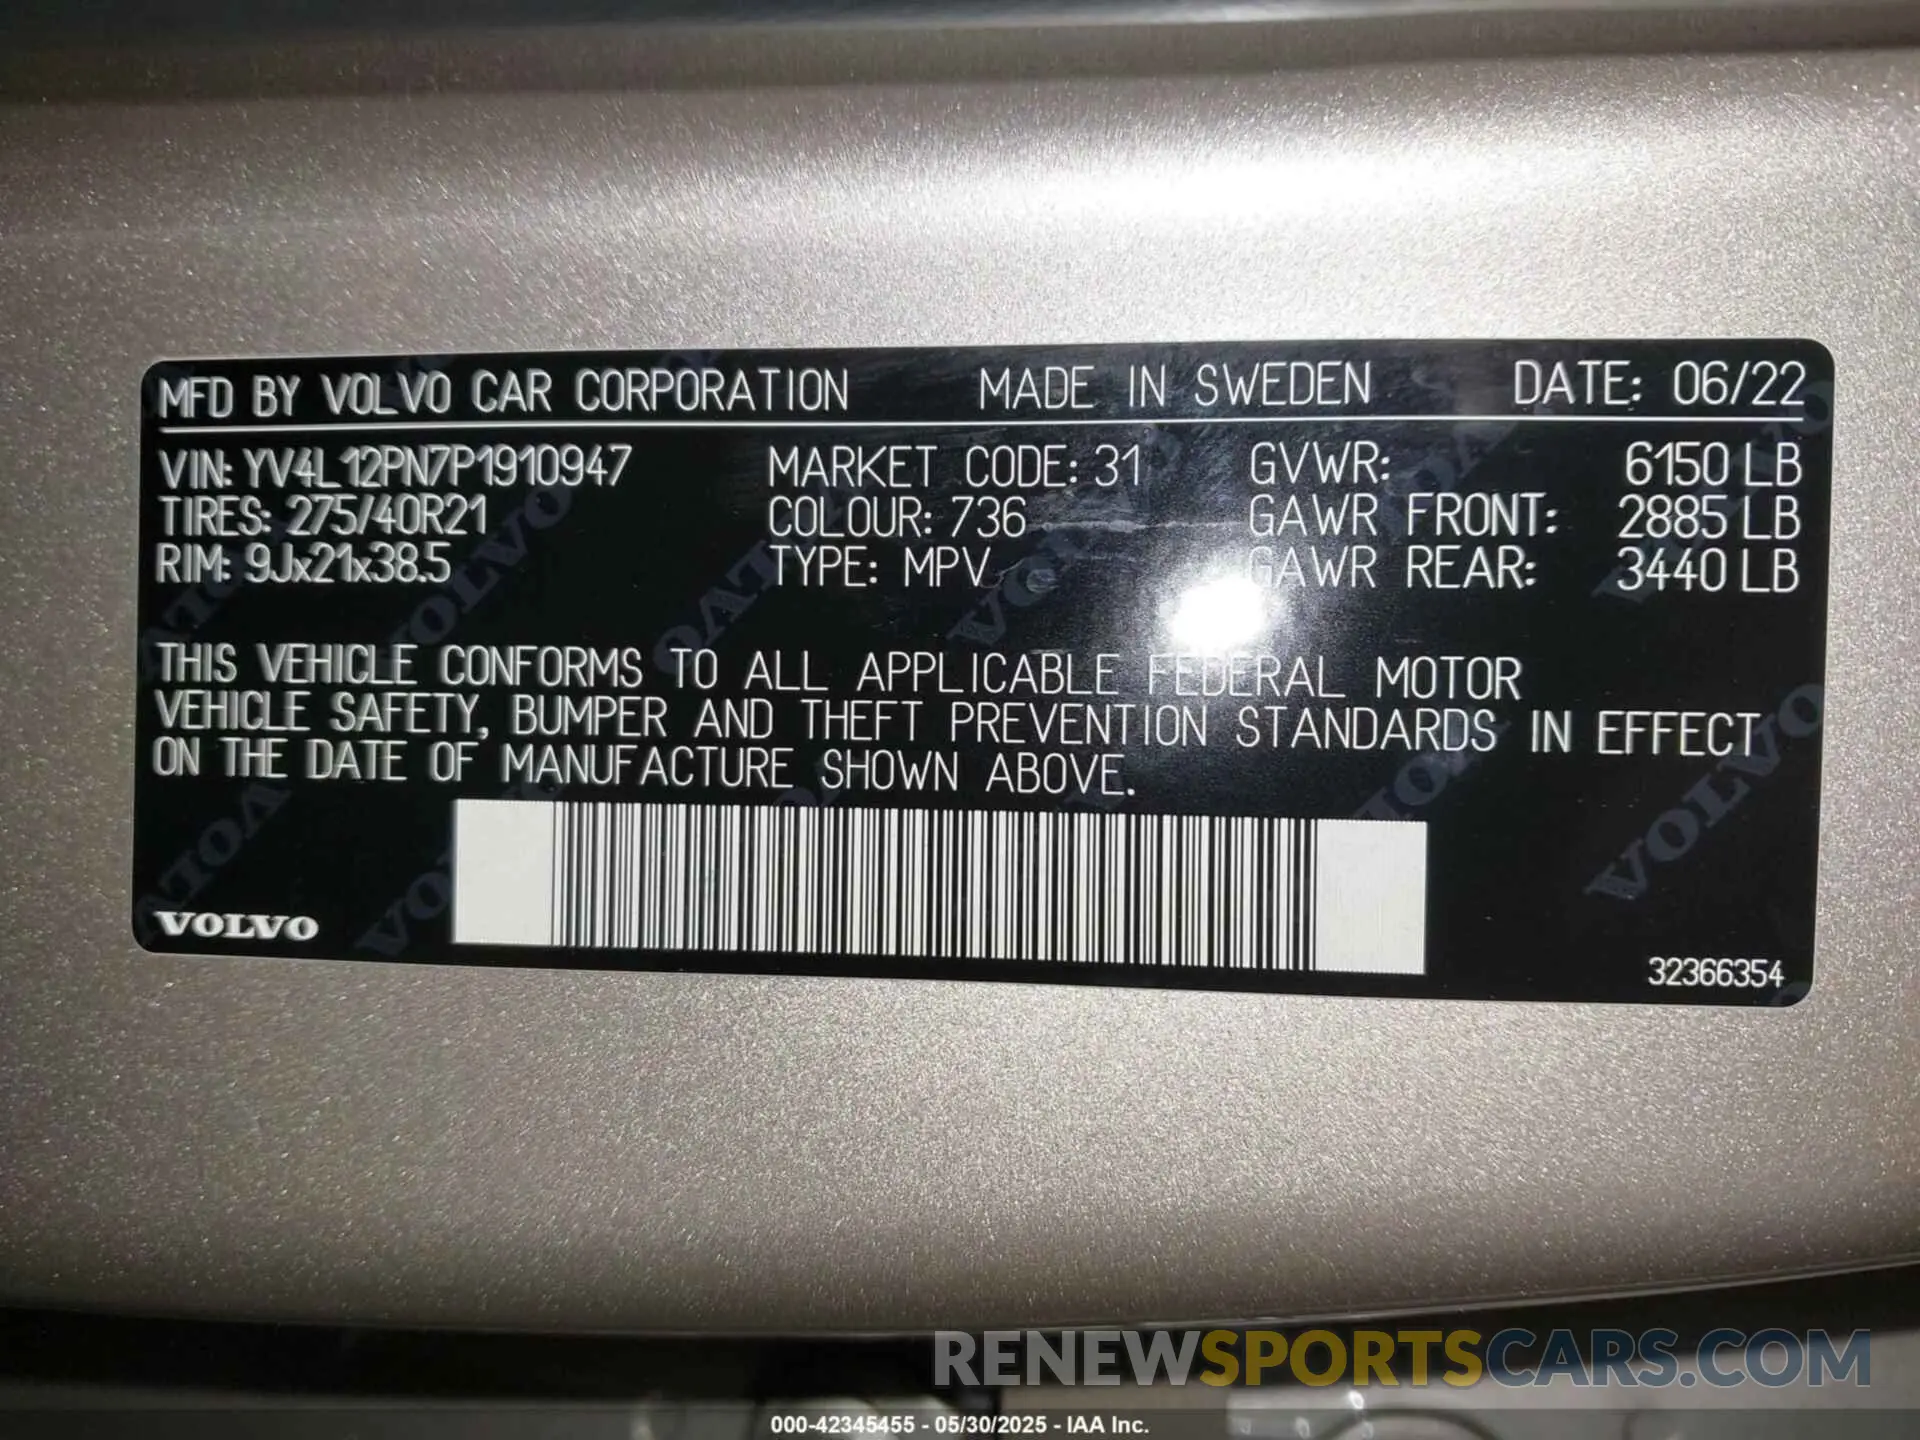 MFD BY VOLVO CAR CORPORATION MADE IN SWEDEN DATE: 06/22
VIN: YV4L12PN7P1910947 MARKET CODE: 31 GVWR: 6150 LB
TIRES: 275/40R21 COLOUR: 736 GAWR FRONT: 2885 LB
RIM: 9Jx21x38.5 TYPE: MPV GAWR REAR: 3440 LB
THIS VEHICLE CONFORMS TO ALL APPLICABLE FEDERAL MOTOR
VEHICLE SAFETY, BUMPER AND THEFT PREVENTION STANDARDS IN EFFECT
ON THE DATE OF MANUFACTURE SHOWN ABOVE.
VOLVO
32366354
RENEWSPORTSCARS.COM
000-42345455 - 05/30/2025 - IAA Inc.